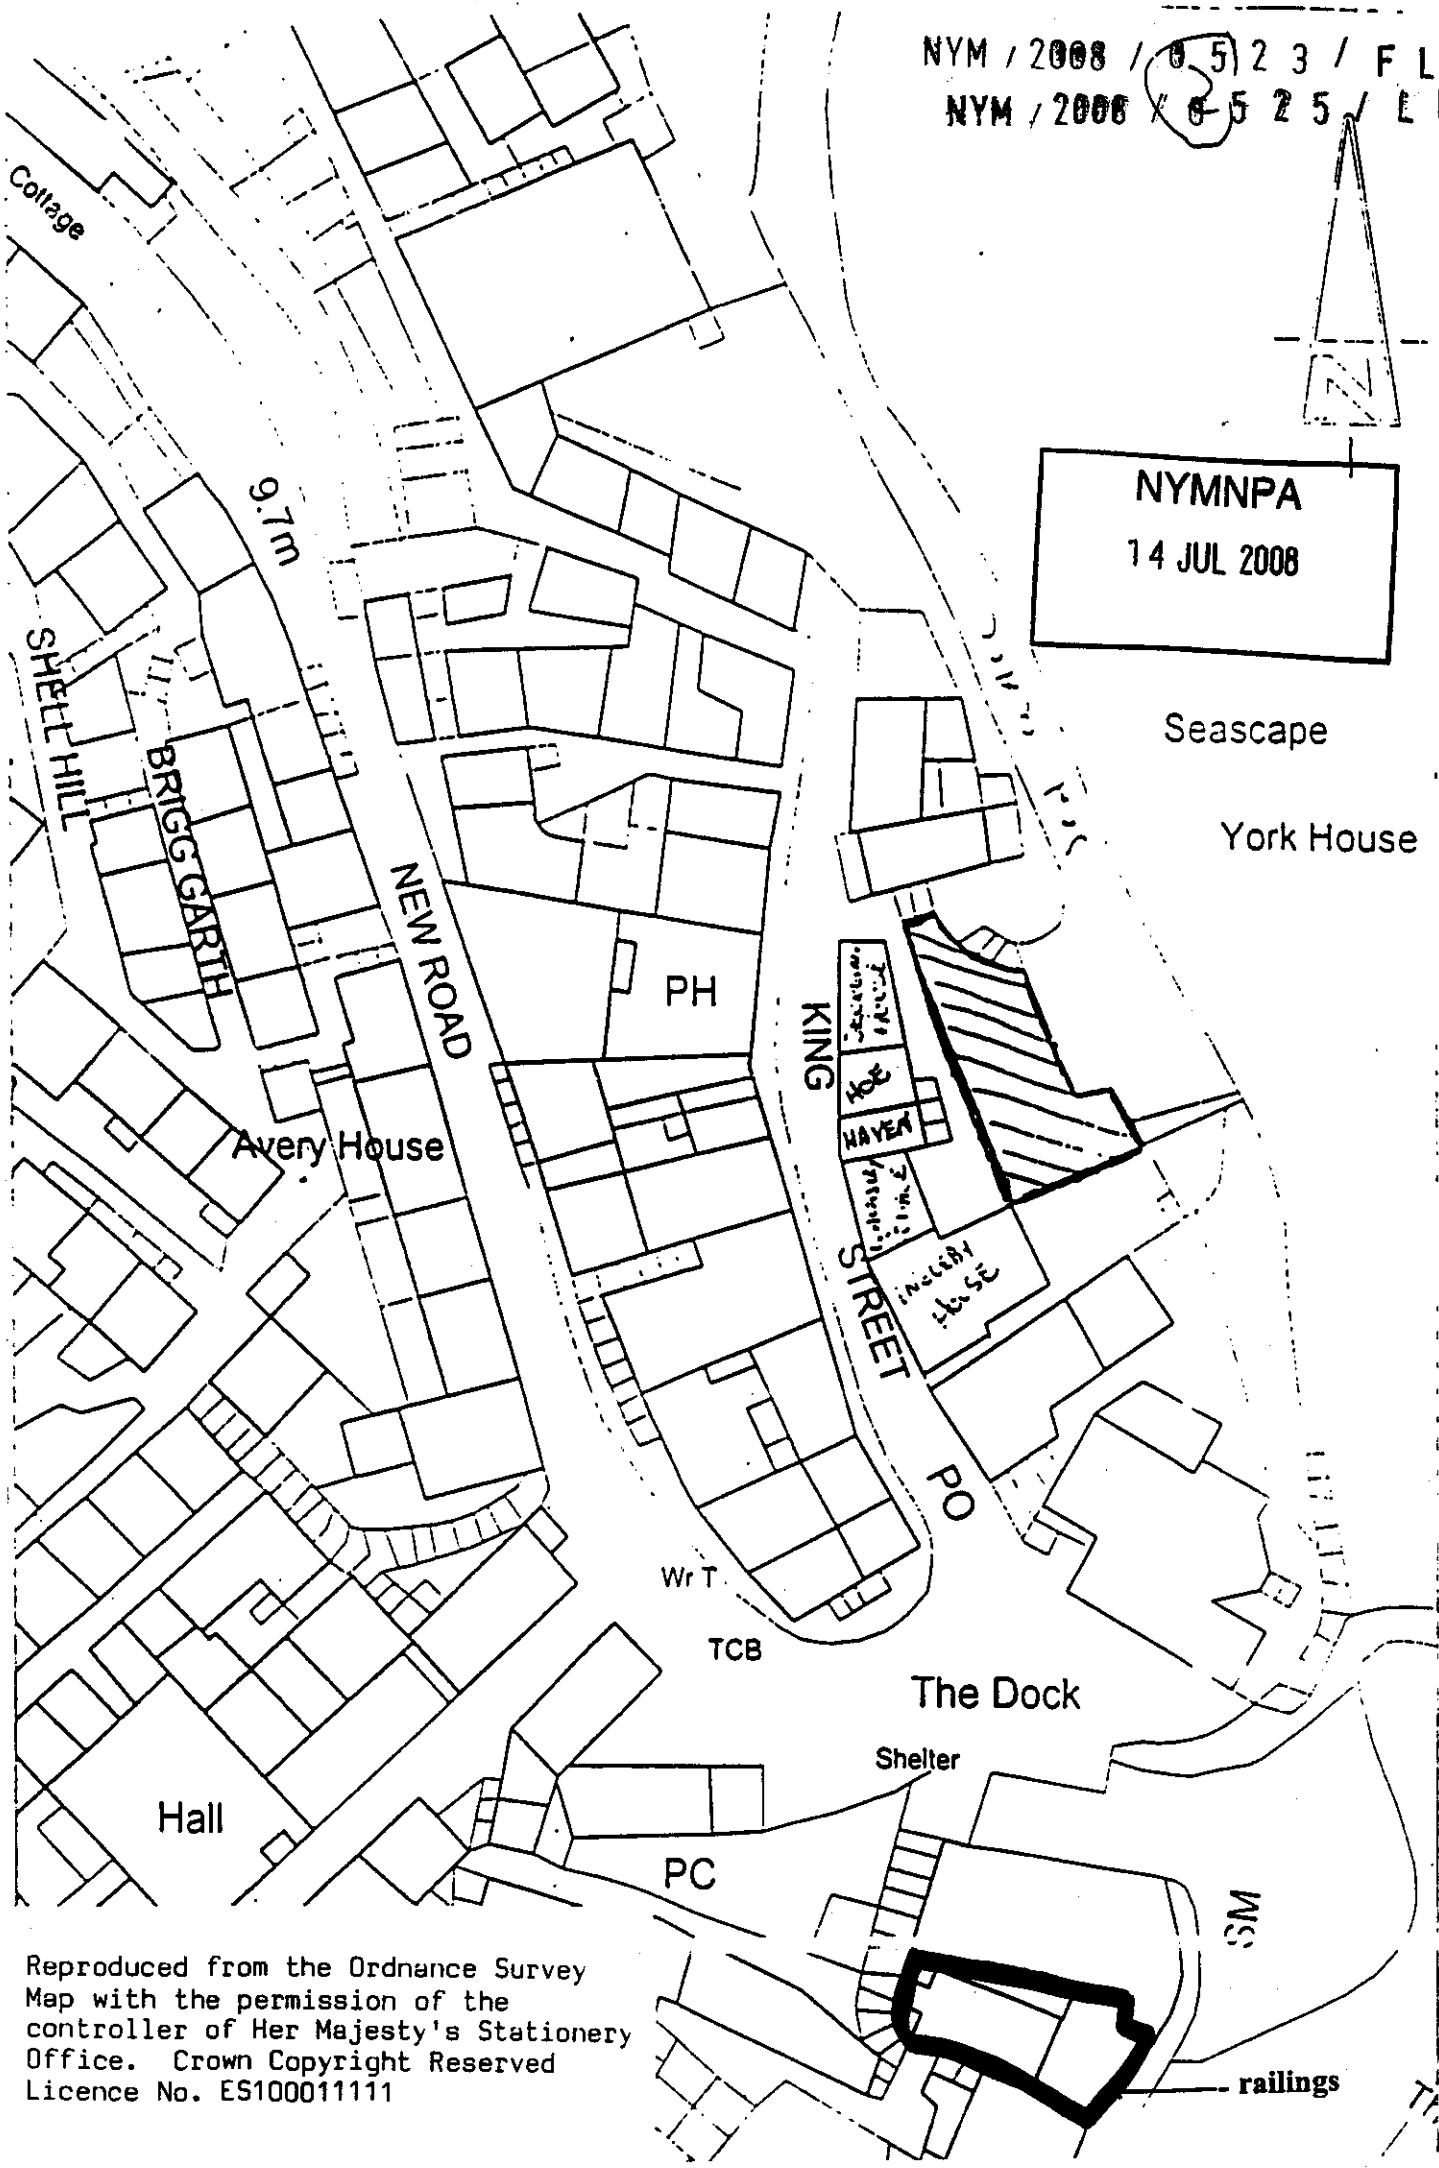 NYM / 2008 / 0523 / FL
NYM / 2008 / 0525 / L
Cottage
NYMNPA
14 JUL 2008
9.7m
SHELL HILL
BRIGG GARTH
NEW ROAD
Seascape
York House
PH
KING STREET
HOE
HAVEN
Avery House
INGLEBY
HOUSE
PO
Wr T
TCB
The Dock
Shelter
Hall
PC
SM
railings
Reproduced from the Ordnance Survey
Map with the permission of the
controller of Her Majesty's Stationery
Office. Crown Copyright Reserved
Licence No. ES100011111